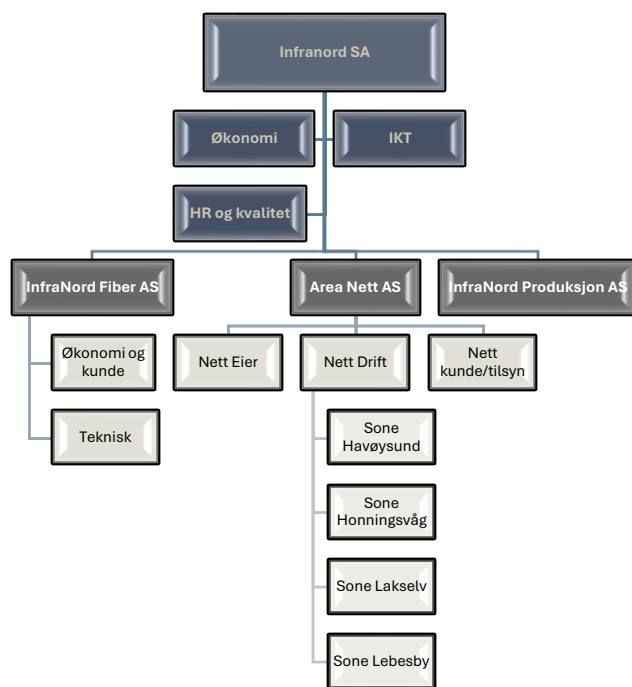 Infranord SA
Økonomi
IKT
HR og kvalitet
InfraNord Fiber AS
Area Nett AS
InfraNord Produksjon AS
Økonomi og
kunde
Nett Eier
Nett Drift
Nett
kunde/tilsyn
Teknisk
Sone
Havøysund
Sone
Honningsvåg
Sone Lakselv
Sone Lebesby